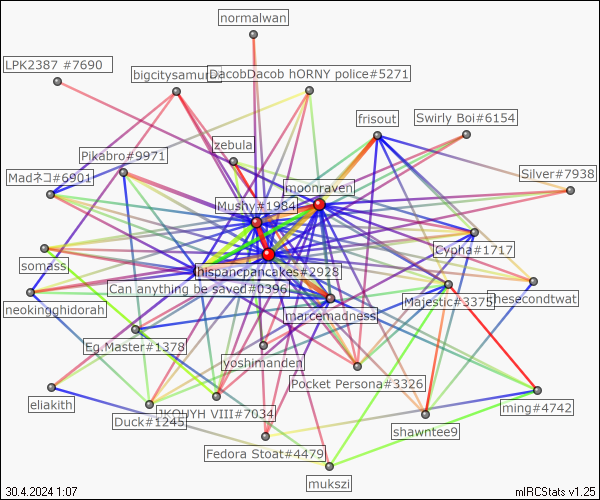 normalwan
LPK2387 #7690
bigcitysamur
DacobDacob hORNY police#5271
frisout
Swirly Boi#6154
zebula
Pikabro#9971
Madネコ#6901
moonraven
Silver#7938
Mushy#1984
Cypha#1717
somass
hispancpancakes#2928
Can anything be saved#0396
Majestic#3375
thesecondtwat
neokingghidorah
marcemadness
Eg.Master#1378
yoshimanden
Pocket Persona#3326
eliakith
Duck#1245
VIII#7034
ming#4742
shawntee9
Fedora Stoat#4479
mukszi
30.4.2024 1:07
mIRCStats v1.25